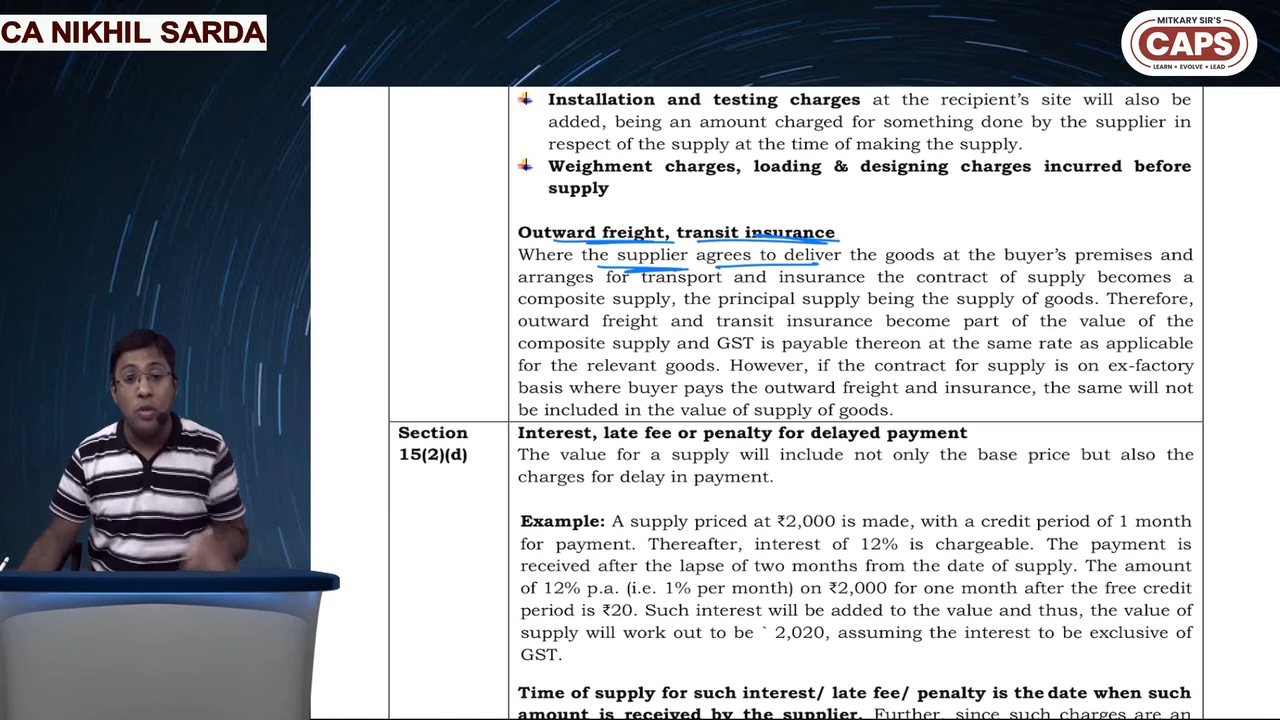 CA NIKHIL SARDA
MITKARY SIR'S
CAPS
LEARN • EVOLVE • LEAD
Installation and testing charges at the recipient's site will also be
added, being an amount charged for something done by the supplier in
respect of the supply at the time of making the supply.
Weighment charges, loading & designing charges incurred before
supply
Outward freight, transit insurance
Where the supplier agrees to deliver the goods at the buyer's premises and
arranges for transport and insurance the contract of supply becomes a
composite supply, the principal supply being the supply of goods. Therefore,
outward freight and transit insurance become part of the value of the
composite supply and GST is payable thereon at the same rate as applicable
for the relevant goods. However, if the contract for supply is on ex-factory
basis where buyer pays the outward freight and insurance, the same will not
be included in the value of supply of goods.
Section
15(2)(d)
Interest, late fee or penalty for delayed payment
The value for a supply will include not only the base price but also the
charges for delay in payment.
Example: A supply priced at ₹2,000 is made, with a credit period of 1 month
for payment. Thereafter, interest of 12% is chargeable. The payment is
received after the lapse of two months from the date of supply. The amount
of 12% p.a. (i.e. 1% per month) on ₹2,000 for one month after the free credit
period is ₹20. Such interest will be added to the value and thus, the value of
supply will work out to be ` 2,020, assuming the interest to be exclusive of
GST.
Time of supply for such interest/ late fee/ penalty is the date when such
amount is received by the supplier. Further, since such charges are an